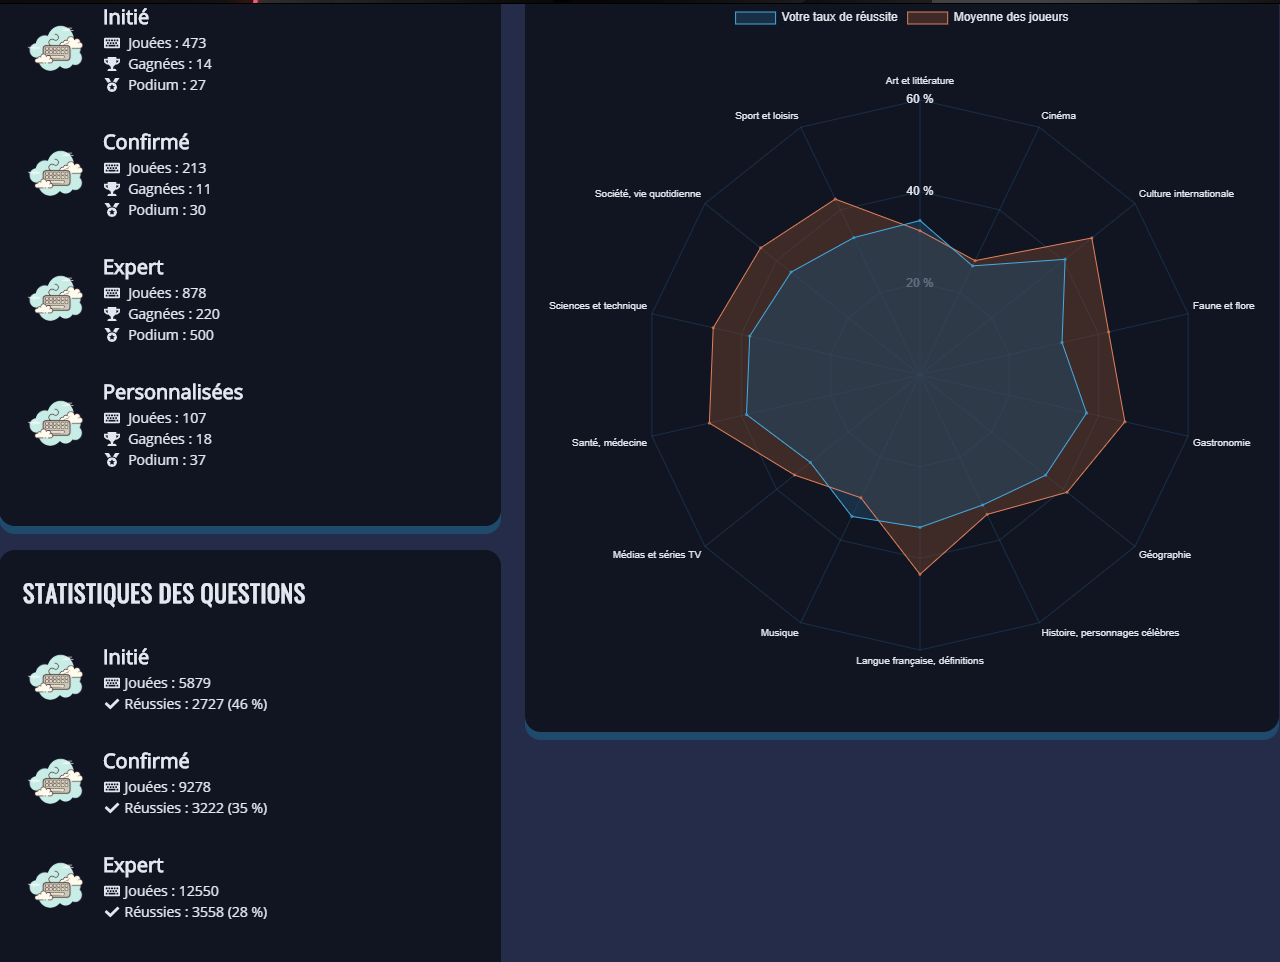 Initié
Jouées : 473
Gagnées : 14
Podium : 27
Confirmé
Jouées : 213
Gagnées : 11
Podium : 30
Expert
Jouées : 878
Gagnées : 220
Podium : 500
Personnalisées
Jouées : 107
Gagnées : 18
Podium : 37
STATISTIQUES DES QUESTIONS
Initié
Jouées : 5879
Réussies : 2727 (46 %)
Confirmé
Jouées : 9278
Réussies : 3222 (35 %)
Expert
Jouées : 12550
Réussies : 3558 (28 %)
Votre taux de réussite
Moyenne des joueurs
Art et littérature
60 %
Sport et loisirs
Cinéma
Société, vie quotidienne
40 %
Culture internationale
20 %
Sciences et technique
Faune et flore
Santé, médecine
Gastronomie
Médias et séries TV
Géographie
Musique
Histoire, personnages célèbres
Langue française, définitions